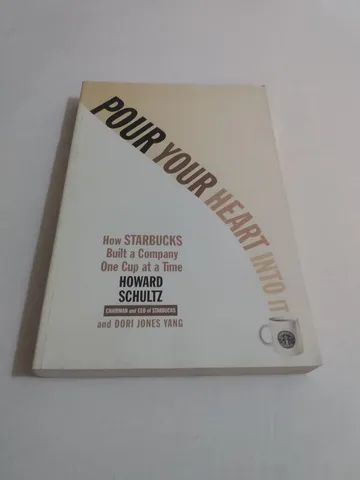 POUR YOUR HEART INTO IT
How STARBUCKS
Built a Company
One Cup at a Time
HOWARD
SCHULTZ
CHAIRMAN and CEO of STARBUCKS
and DORI JONES YANG